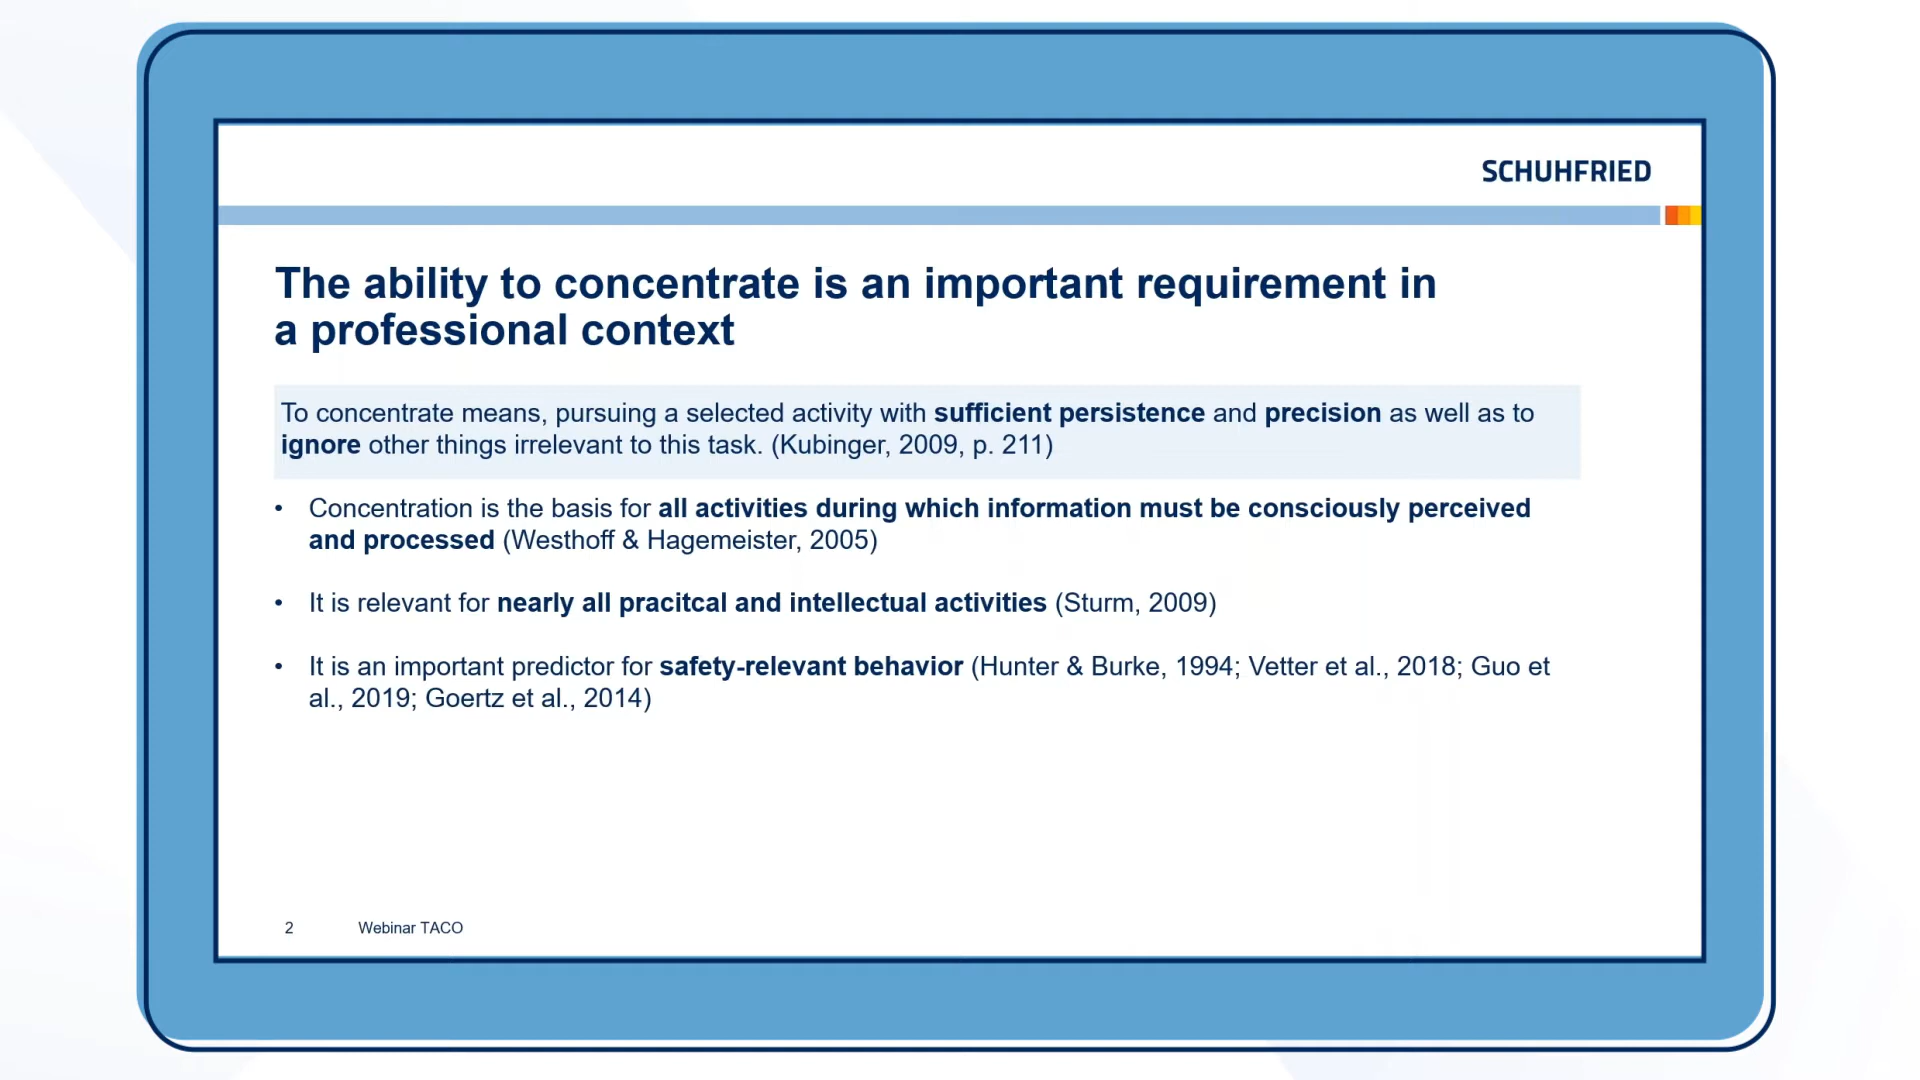 SCHUHFRIED
The ability to concentrate is an important requirement in
a professional context
To concentrate means, pursuing a selected activity with sufficient persistence and precision as well as to
ignore other things irrelevant to this task. (Kubinger, 2009, p. 211)
• Concentration is the basis for all activities during which information must be consciously perceived
and processed (Westhoff & Hagemeister, 2005)
• It is relevant for nearly all pracitcal and intellectual activities (Sturm, 2009)
• It is an important predictor for safety-relevant behavior (Hunter & Burke, 1994; Vetter et al., 2018; Guo et
al., 2019; Goertz et al., 2014)
2 Webinar TACO